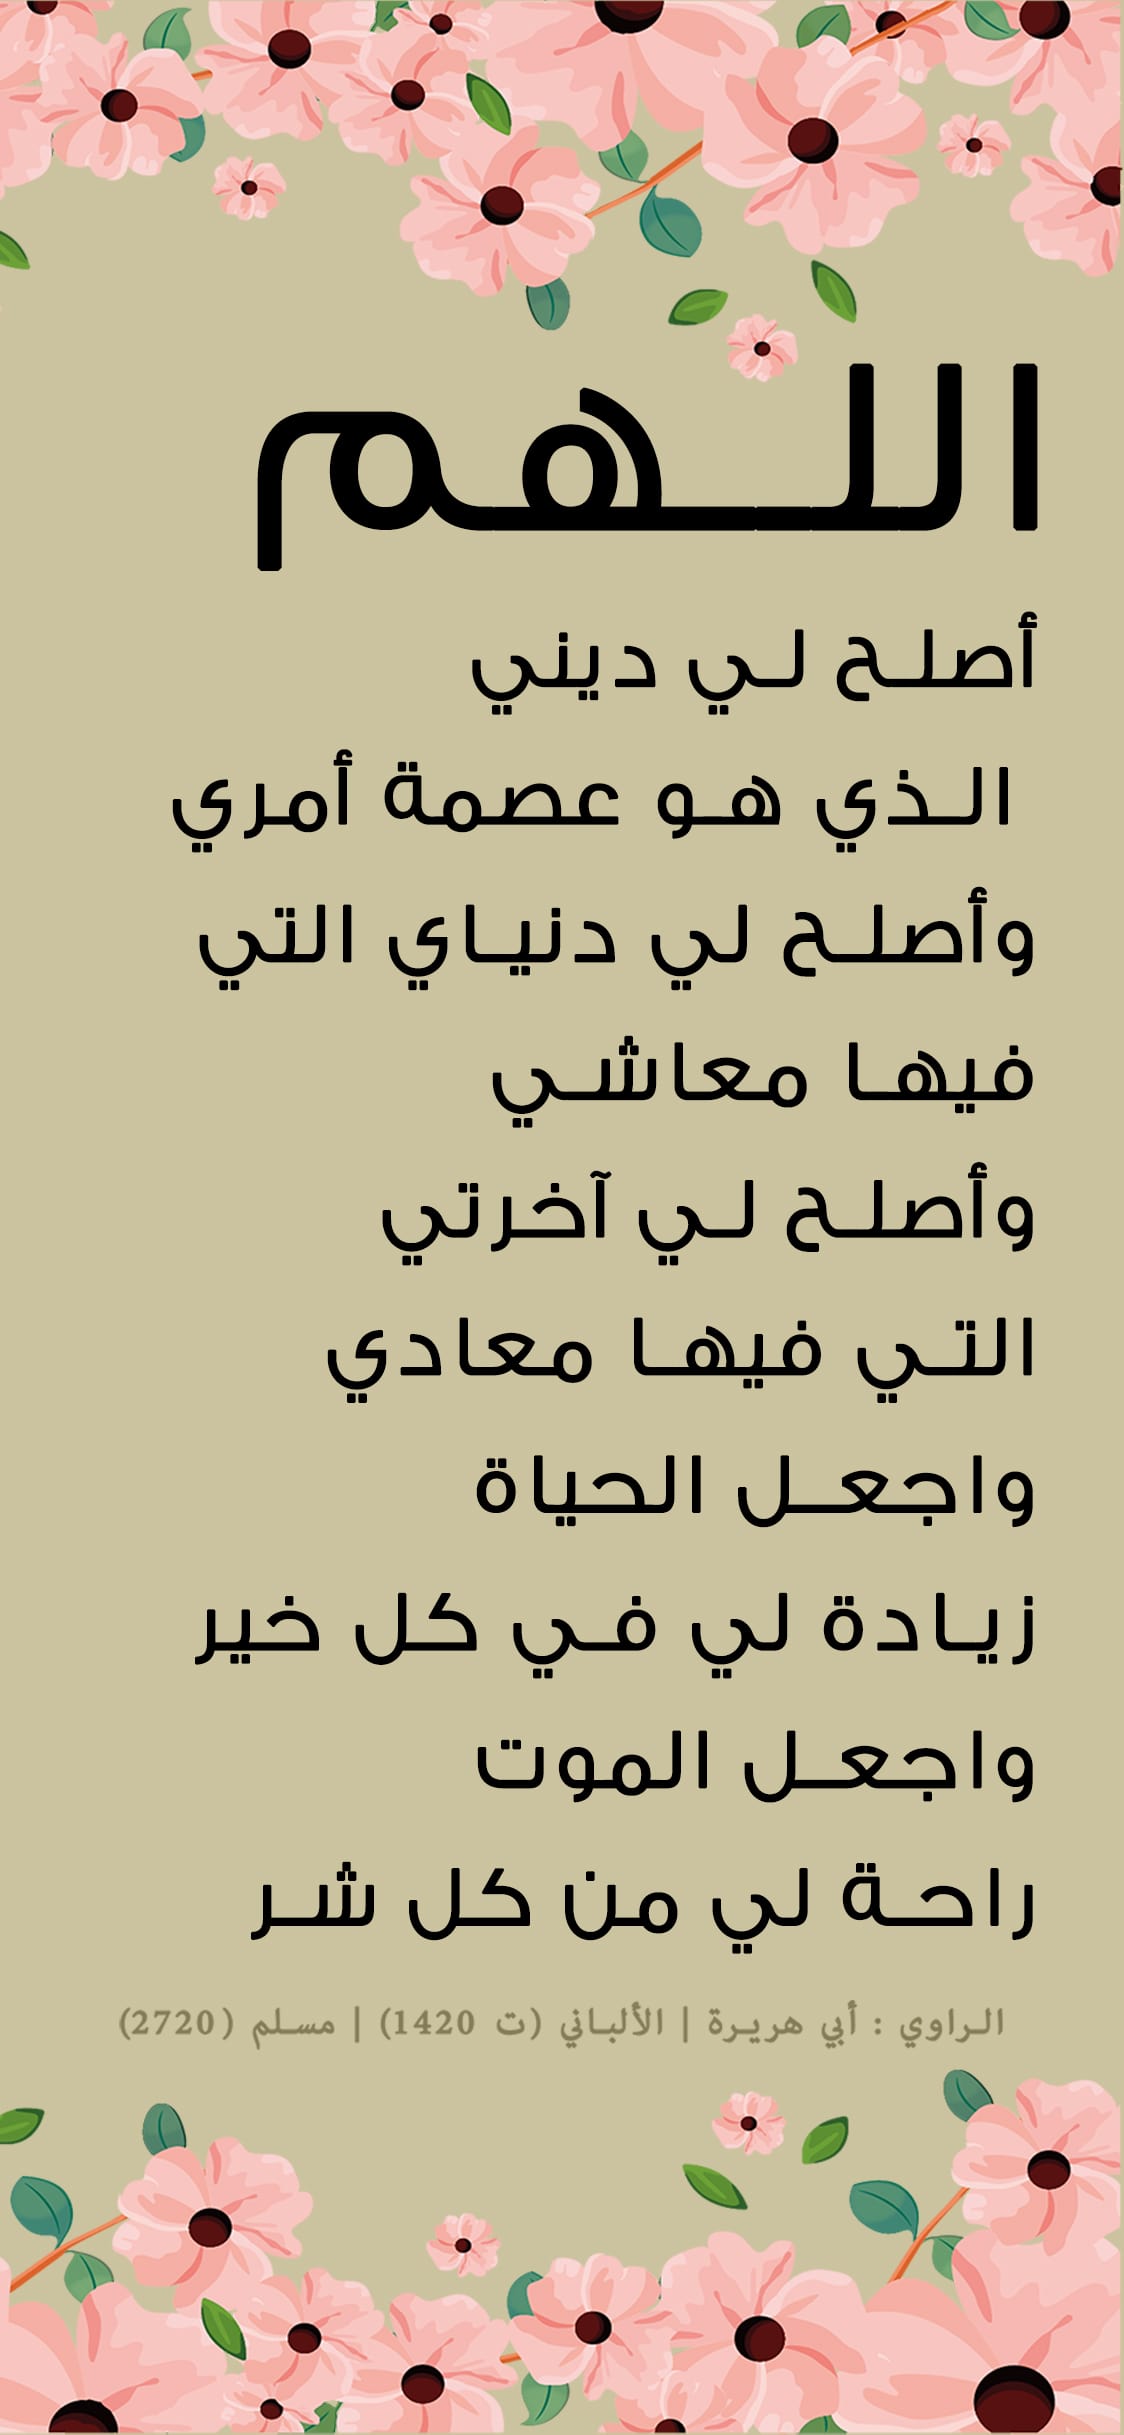 اللهم
أصلح لي ديني
الذي هو عصمة أمري
وأصلح لي دنياي التي
فيها معاشي
وأصلح لي آخرتي
التي فيها معادي
واجعل الحياة
زيادة لي في كل خير
واجعل الموت
راحة لي من كل شر
الراوي : أبي هريرة | الألباني (ت 1420) | مسلم (2720)